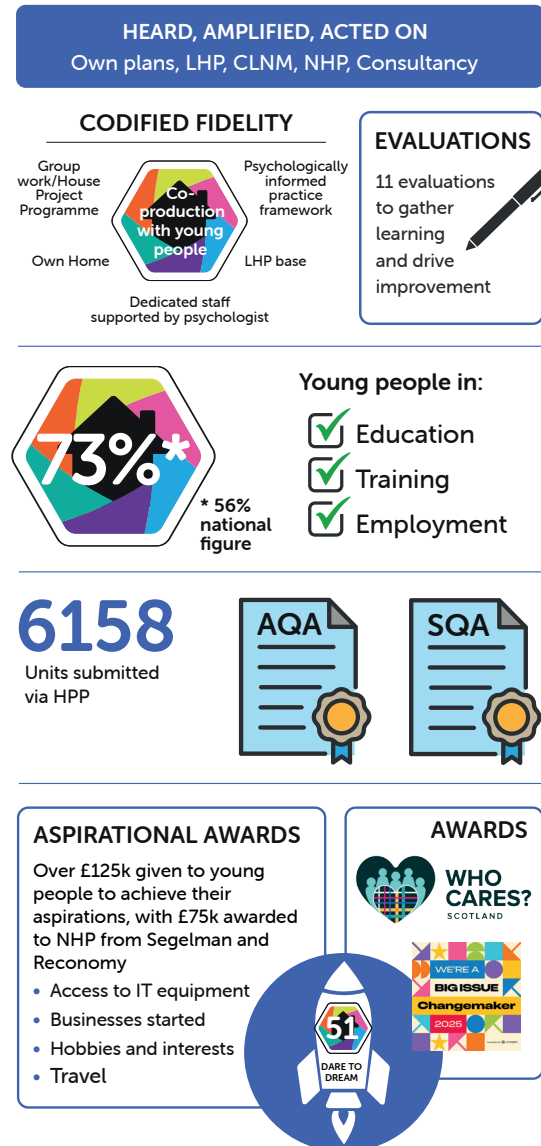 HEARD, AMPLIFIED, ACTED ON
Own plans, LHP, CLNM, NHP, Consultancy
CODIFIED FIDELITY
Group
work/House
Project
Programme
Co-
production
with young
people
Psychologically
informed
practice
framework
Own Home
LHP base
Dedicated staff
supported by psychologist
EVALUATIONS
11 evaluations
to gather
learning
and drive
improvement
73%*
* 56%
national
figure
Young people in:
Education
Training
Employment
6158
Units submitted
via HPP
AQA
SQA
ASPIRATIONAL AWARDS
Over £125k given to young
people to achieve their
aspirations, with £75k awarded
to NHP from Segelman and
Reconomy
• Access to IT equipment
• Businesses started
• Hobbies and interests
• Travel
51
DARE TO
DREAM
AWARDS
WHO
CARES?
SCOTLAND
WE'RE A
BIG ISSUE
Changemaker
2025